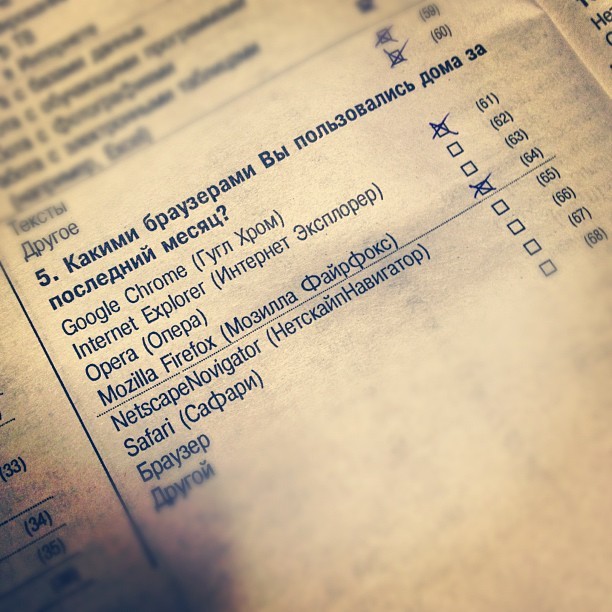 (59)
(60)
Тексты
Другое
5. Какими браузерами Вы пользовались дома за
последний месяц?
Google Chrome (Гугл Хром) (61)
Internet Explorer (Интернет Эксплорер) (62)
Opera (Опера) (63)
Mozilla Firefox (Мозилла ФайрФокс) (64)
NetscapeNovigator (НетскайпНавигатор) (65)
Safari (Сафари) (66)
Браузер (67)
Другой (68)
(33)
(34)
(35)